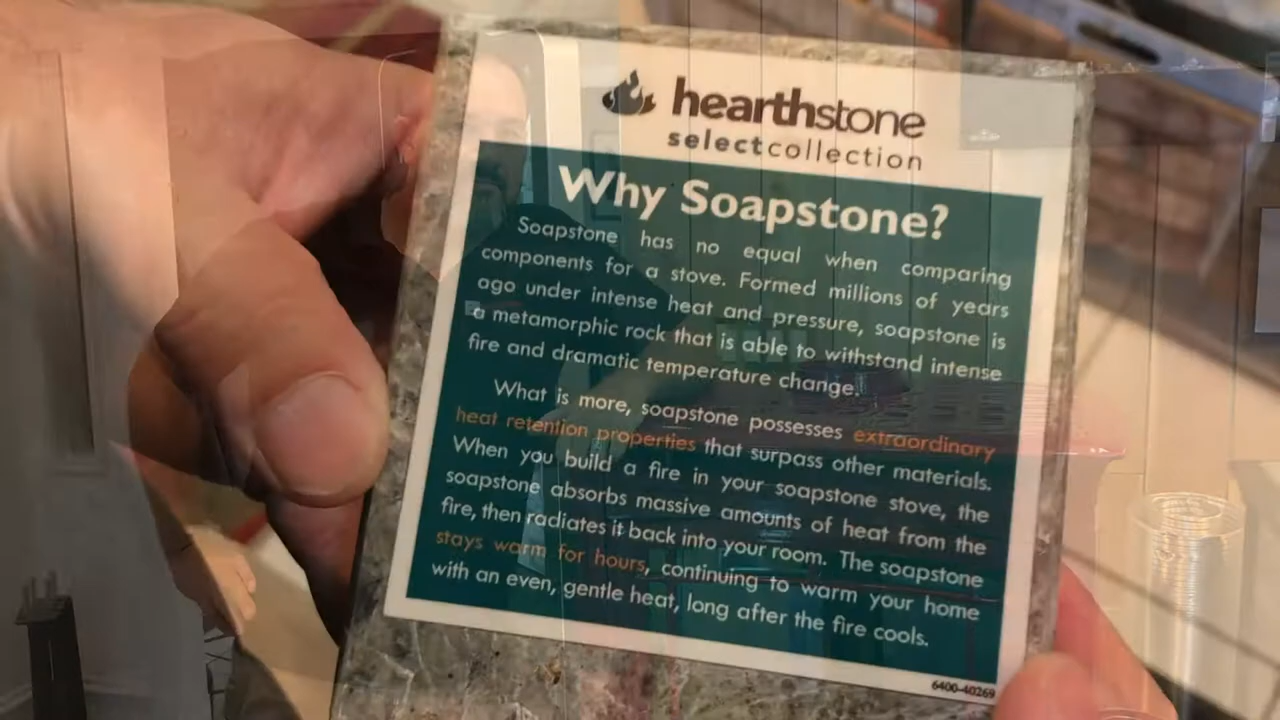 hearthstone
selectcollection
Why Soapstone?
Soapstone has no equal when comparing
components for a stove. Formed millions of years
ago under intense heat and pressure, soapstone is
a metamorphic rock that is able to withstand intense
fire and dramatic temperature change.
What is more, soapstone possesses extraordinary
heat retention properties that surpass other materials.
When you build a fire in your soapstone stove, the
soapstone absorbs massive amounts of heat from the
fire, then radiates it back into your room. The soapstone
stays warm for hours, continuing to warm your home
with an even, gentle heat, long after the fire cools.
6400-40269